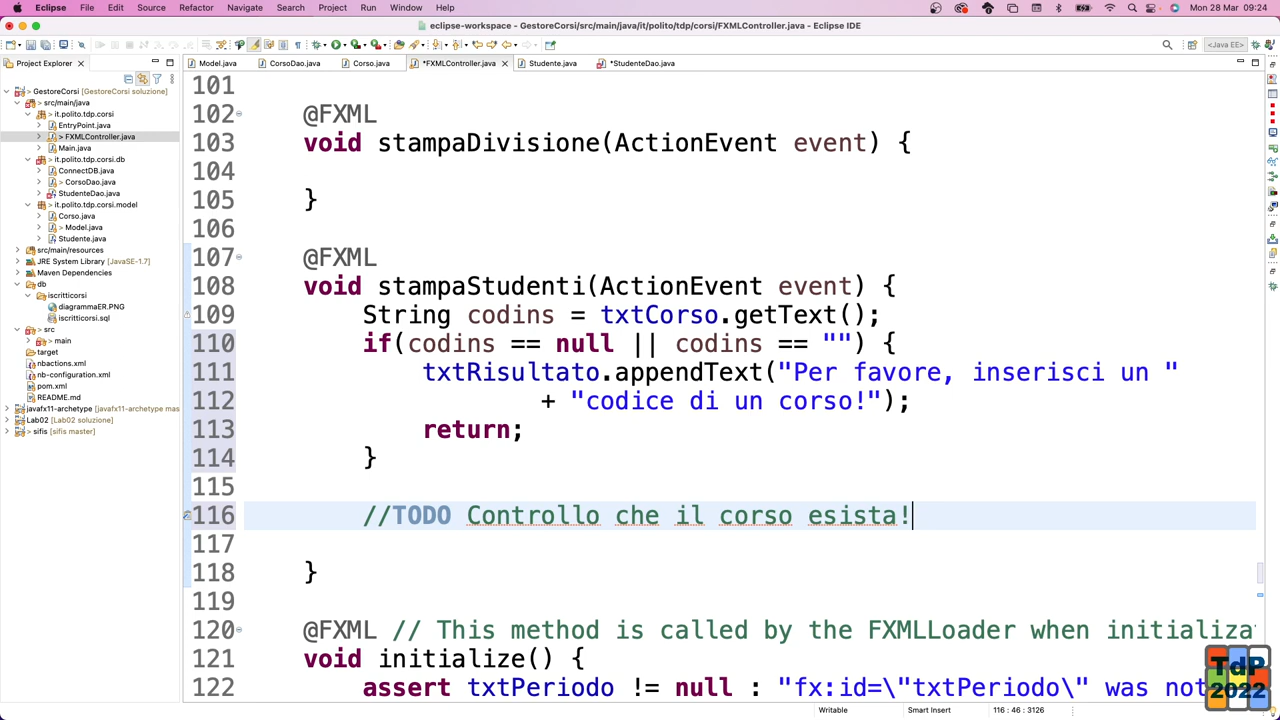 Eclipse File Edit Source Refactor Navigate Search Project Run Window Help Mon 28 Mar 09:24
eclipse-workspace - GestoreCorsi/src/main/java/it/polito/tdp/corsi/FXMLController.java - Eclipse IDE
<Java EE>
Project Explorer
Model.java CorsoDao.java Corso.java *FXMLController.java Studente.java *StudenteDao.java
GestoreCorsi [GestoreCorsi soluzione]
src/main/java
it.polito.tdp.corsi
EntryPoint.java
> FXMLController.java
Main.java
it.polito.tdp.corsi.db
ConnectDB.java
> CorsoDao.java
StudenteDao.java
it.polito.tdp.corsi.model
Corso.java
> Model.java
Studente.java
src/main/resources
JRE System Library [JavaSE-1.7]
Maven Dependencies
db
iscritticorsi
diagrammaER.PNG
iscritticorsi.sql
src
main
target
nbactions.xml
nb-configuration.xml
pom.xml
README.md
javafx11-archetype [javafx11-archetype mas
Lab02 [Lab02 soluzione]
> sifis [sifis master]
101
102 @FXML
103 void stampaDivisione(ActionEvent event) {
104
105 }
106
107 @FXML
108 void stampaStudenti(ActionEvent event) {
109 String codins = txtCorso.getText();
110 if(codins == null || codins == "") {
111 txtRisultato.appendText("Per favore, inserisci un "
112 + "codice di un corso!");
113 return;
114 }
115
116 //TODO Controllo che il corso esista!
117
118 }
119
120 @FXML // This method is called by the FXMLLoader when initializa
121 void initialize() {
122 assert txtPeriodo != null : "fx:id=\"txtPeriodo\" was not
TdP
2022
Writable Smart Insert 116 : 46 : 3126